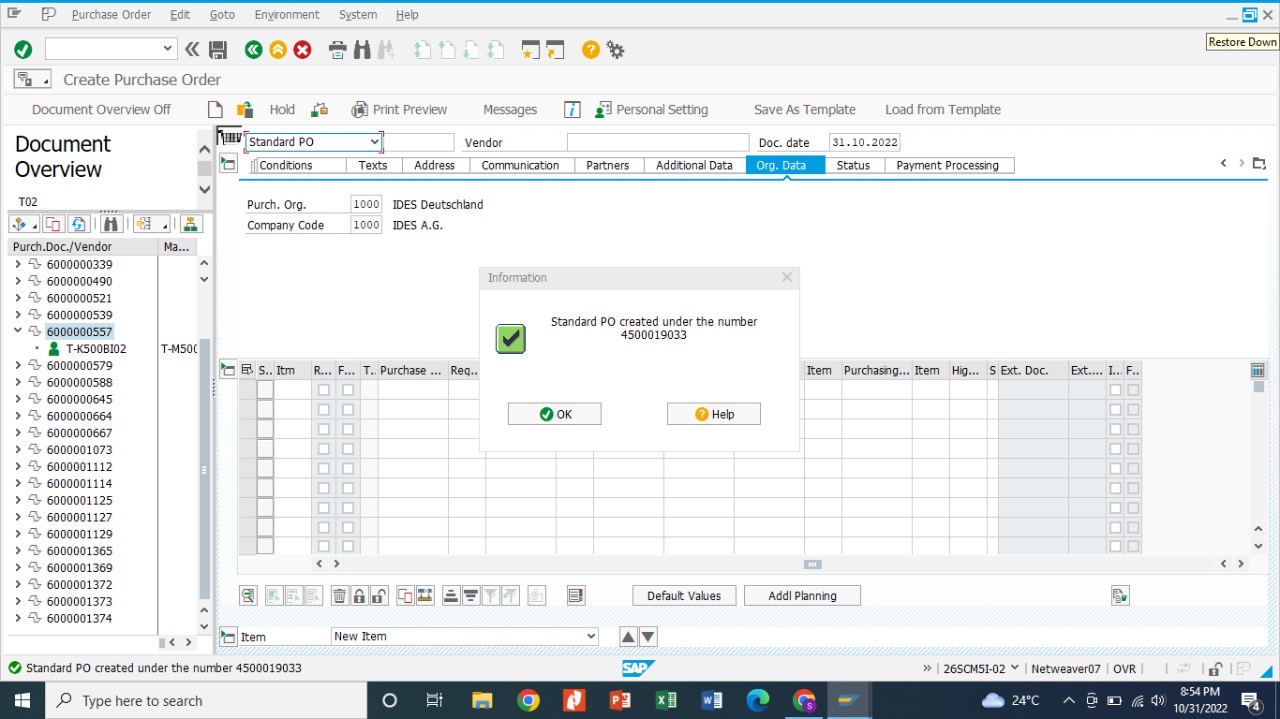 Purchase Order Edit Goto Environment System Help
Restore Down
Create Purchase Order
Document Overview Off Hold Print Preview Messages Personal Setting Save As Template Load from Template
Document
Overview
T02
Standard PO Vendor Doc. date 31.10.2022
Conditions Texts Address Communication Partners Additional Data Org. Data Status Payment Processing
Purch. Org. 1000 IDES Deutschland
Company Code 1000 IDES A.G.
Purch.Doc./Vendor Ma...
6000000339
6000000490
6000000521
6000000539
6000000557
T-K500BI02 T-M500
6000000579
6000000588
6000000645
6000000664
6000000667
6000001073
6000001112
6000001114
6000001125
6000001127
6000001129
6000001365
6000001369
6000001372
6000001373
6000001374
Information
Standard PO created under the number
4500019033
OK Help
S.. Itm R... F... T.. Purchase ... Req... Item Purchasing... Item Hig... S Ext. Doc. Ext.... I... F..
Default Values Addl Planning
Item New Item
Standard PO created under the number 4500019033 SAP 26SCM5I-02 Netweaver07 OVR
Type here to search 24°C 8:54 PM
10/31/2022 4